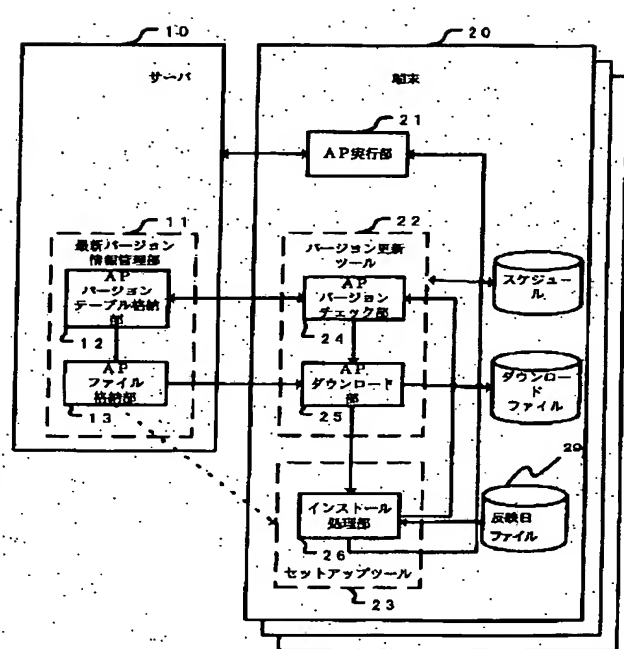 10
20
サーバ
端末
21
AP実行部
11
最新バージョン
情報管理部
AP
バージョン
テーブル格納
部
12
AP
ファイル
格納部
13
22
バージョン更新
ツール
AP
バージョン
チェック部
24
AP
ダウンロード
部
25
インストール
処理部
26
セットアップツール
23
スケジュー
ル
ダウンロー
ド
ファイル
29
反映日
ファイル